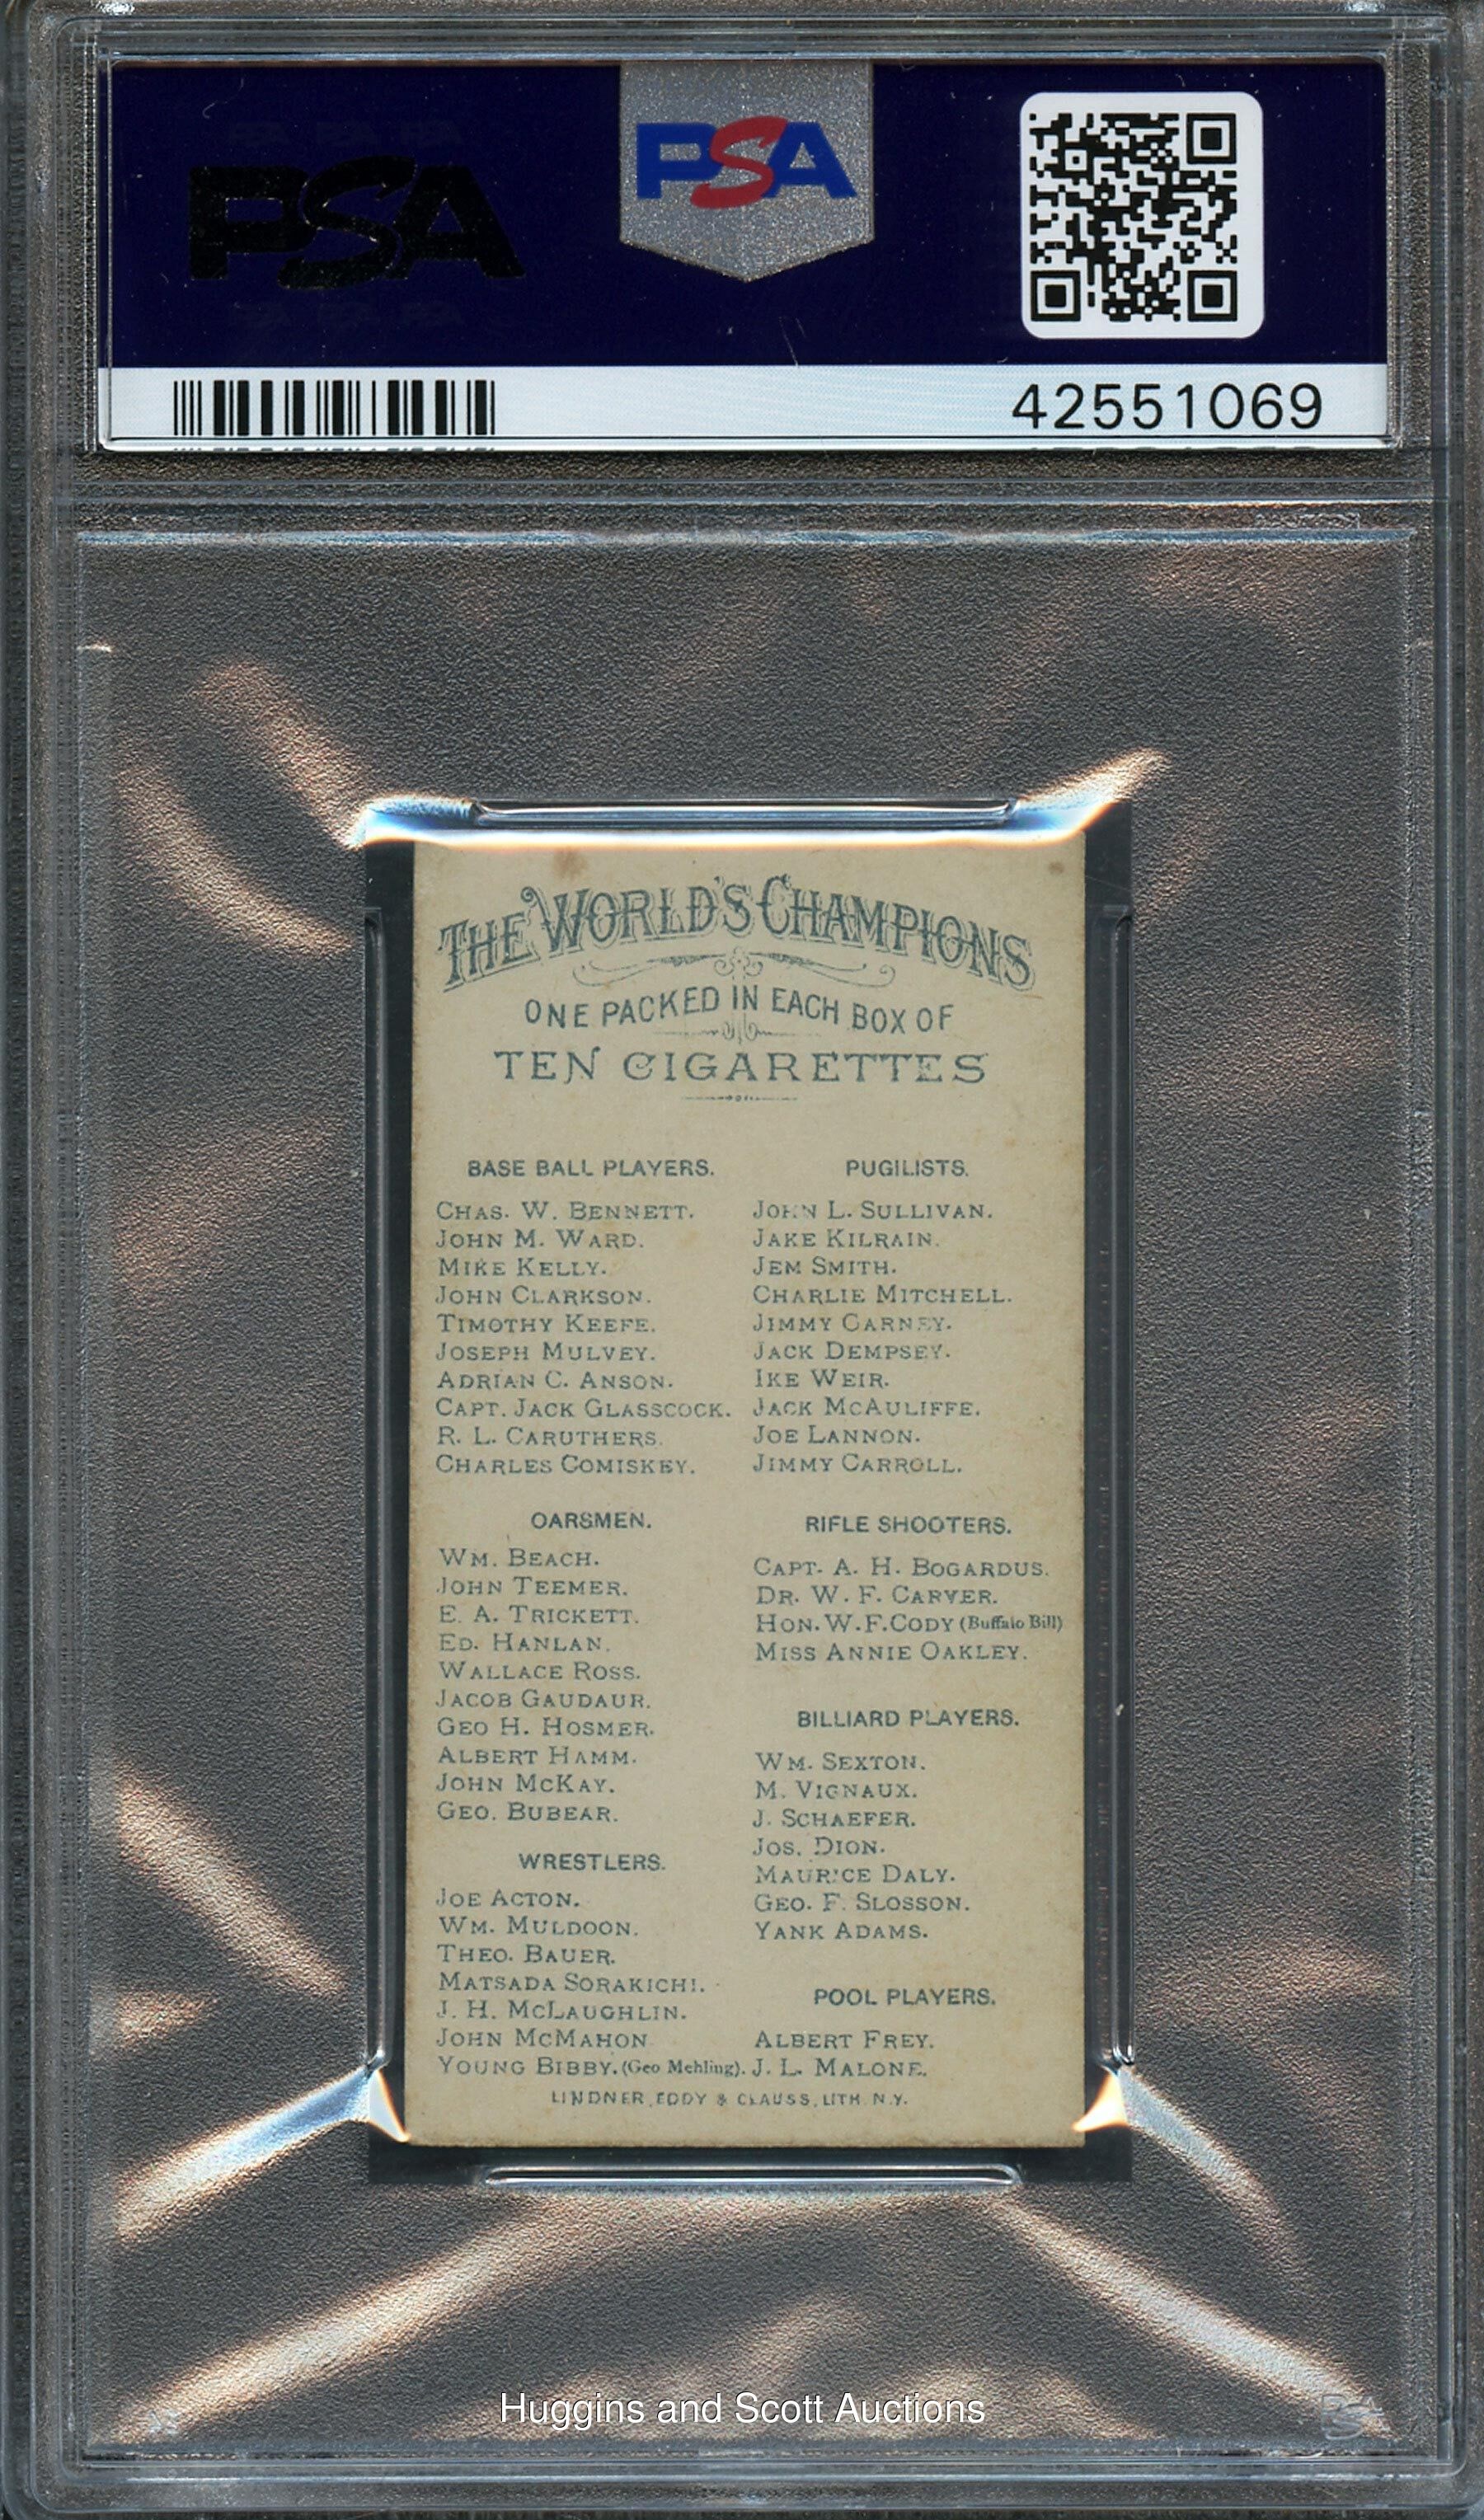 PSA
PSA
42551069
THE WORLD'S CHAMPIONS
ONE PACKED IN EACH BOX OF
TEN CIGARETTES
BASE BALL PLAYERS.
CHAS. W. BENNETT.
JOHN M. WARD.
MIKE KELLY.
JOHN CLARKSON.
TIMOTHY KEEFE.
JOSEPH MULVEY.
ADRIAN C. ANSON.
CAPT. JACK GLASSCOCK.
R. L. CARUTHERS.
CHARLES COMISKEY.
OARSMEN.
WM. BEACH.
JOHN TEEMER.
E. A. TRICKETT.
ED. HANLAN.
WALLACE ROSS.
JACOB GAUDAUR.
GEO H. HOSMER.
ALBERT HAMM.
JOHN MCKAY.
GEO. BUBEAR.
WRESTLERS.
JOE ACTON.
WM. MULDOON.
THEO. BAUER.
MATSADA SORAKICHI.
J. H. MCLAUGHLIN.
JOHN MCMAHON
YOUNG BIBBY. (Geo Mehling).
PUGILISTS.
JOHN L. SULLIVAN.
JAKE KILRAIN.
JEM SMITH.
CHARLIE MITCHELL.
JIMMY CARNEY.
JACK DEMPSEY.
IKE WEIR.
JACK MCAULIFFE.
JOE LANNON.
JIMMY CARROLL.
RIFLE SHOOTERS.
CAPT. A. H. BOGARDUS.
DR. W. F. CARVER.
HON. W. F. CODY (Buffalo Bill)
MISS ANNIE OAKLEY.
BILLIARD PLAYERS.
WM. SEXTON.
M. VIGNAUX.
J. SCHAEFER.
JOS. DION.
MAURICE DALY.
GEO. F. SLOSSON.
YANK ADAMS.
POOL PLAYERS.
ALBERT FREY.
J. L. MALONE.
LINDNER, EDDY & CLAUSS, LITH. N.Y.
Huggins and Scott Auctions
PSA